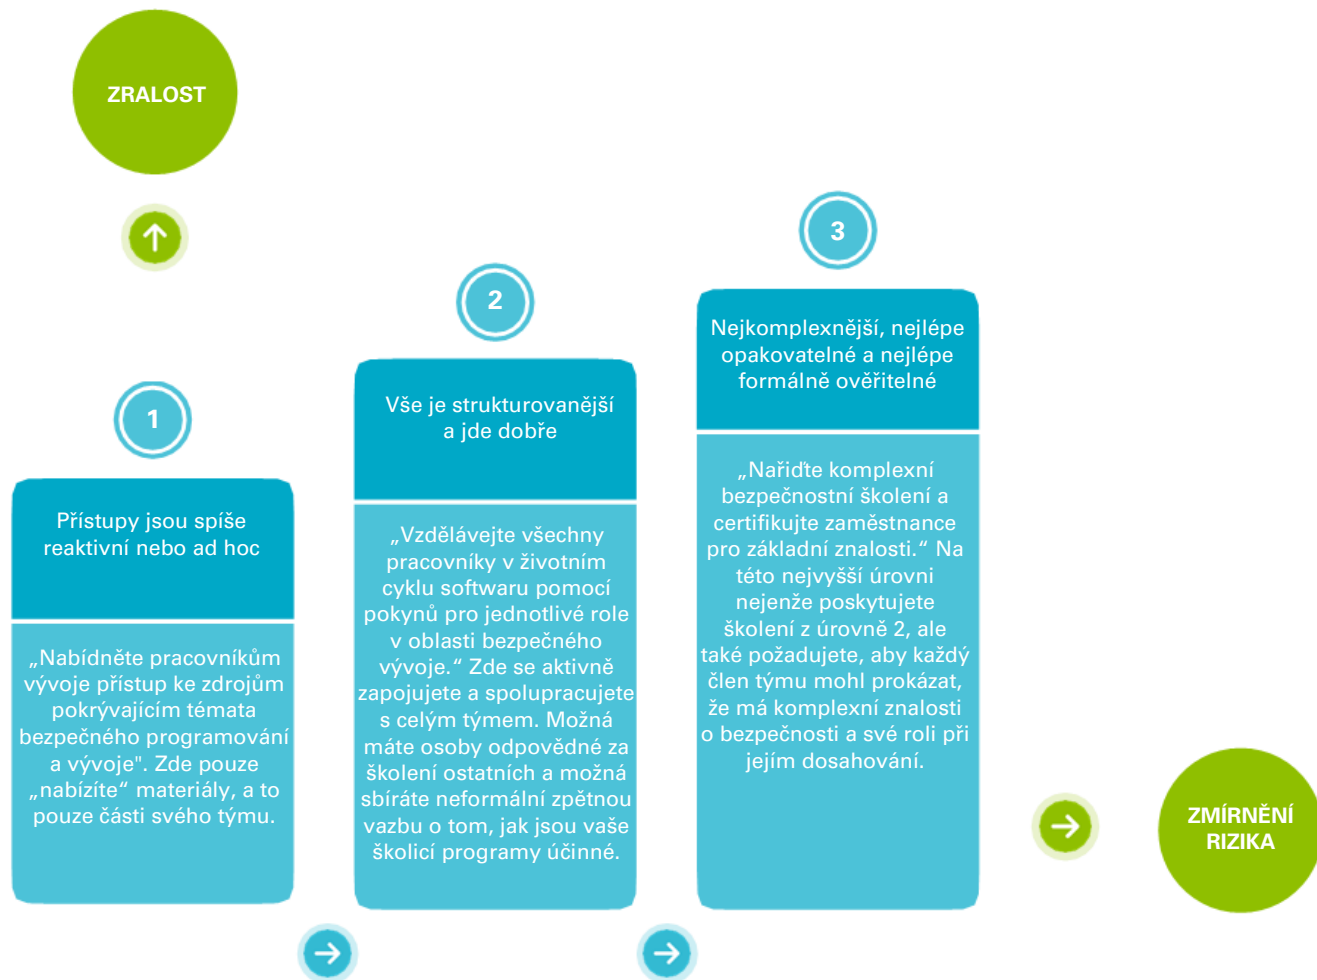 ZRALOST
1
Přístupy jsou spíše
reaktivní nebo ad hoc
„Nabídněte pracovníkům
vývoje přístup ke zdrojům
pokrývajícím témata
bezpečného programování
a vývoje". Zde pouze
„nabízíte“ materiály, a to
pouze části svého týmu.
2
Vše je strukturovanější
a jde dobře
„Vzdělávejte všechny
pracovníky v životním
cyklu softwaru pomocí
pokynů pro jednotlivé role
v oblasti bezpečného
vývoje.“ Zde se aktivně
zapojujete a spolupracujete
s celým týmem. Možná
máte osoby odpovědné za
školení ostatních a možná
sbíráte neformální zpětnou
vazbu o tom, jak jsou vaše
školicí programy účinné.
3
Nejkomplexnější, nejlépe
opakovatelné a nejlépe
formálně ověřitelné
„Nařiďte komplexní
bezpečnostní školení a
certifikujte zaměstnance
pro základní znalosti.“ Na
této nejvyšší úrovni
nejenže poskytujete
školení z úrovně 2, ale
také požadujete, aby každý
člen týmu mohl prokázat,
že má komplexní znalosti
o bezpečnosti a své roli při
jejím dosahování.
ZMÍRNĚNÍ
RIZIKA